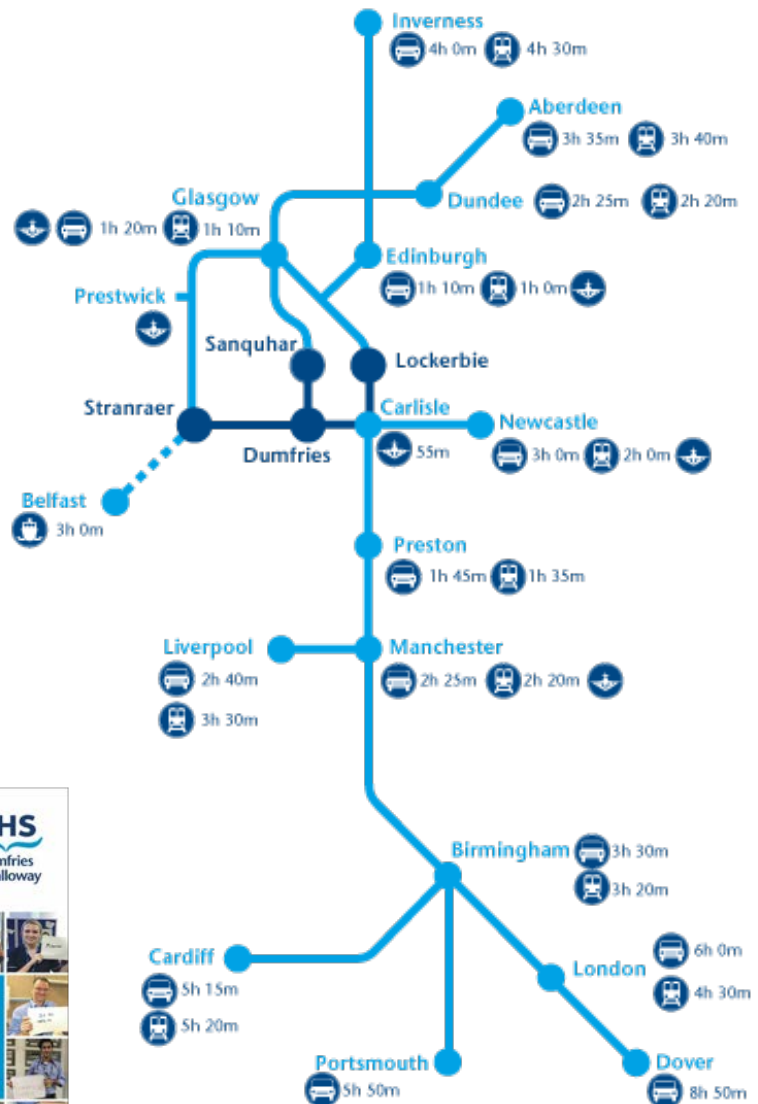 Inverness
4h 0m 4h 30m
Aberdeen
3h 35m 3h 40m
Glasgow
1h 20m 1h 10m
Dundee 2h 25m 2h 20m
Edinburgh
1h 10m 1h 0m
Prestwick
Sanquhar
Lockerbie
Stranraer
Carlisle
55m
Newcastle
3h 0m 2h 0m
Dumfries
Belfast
3h 0m
Preston
1h 45m 1h 35m
Liverpool
2h 40m
3h 30m
Manchester
2h 25m 2h 20m
HS
mfries
lloway
Birmingham 3h 30m
3h 20m
Cardiff
5h 15m
5h 20m
London
6h 0m
4h 30m
Portsmouth
5h 50m
Dover
8h 50m